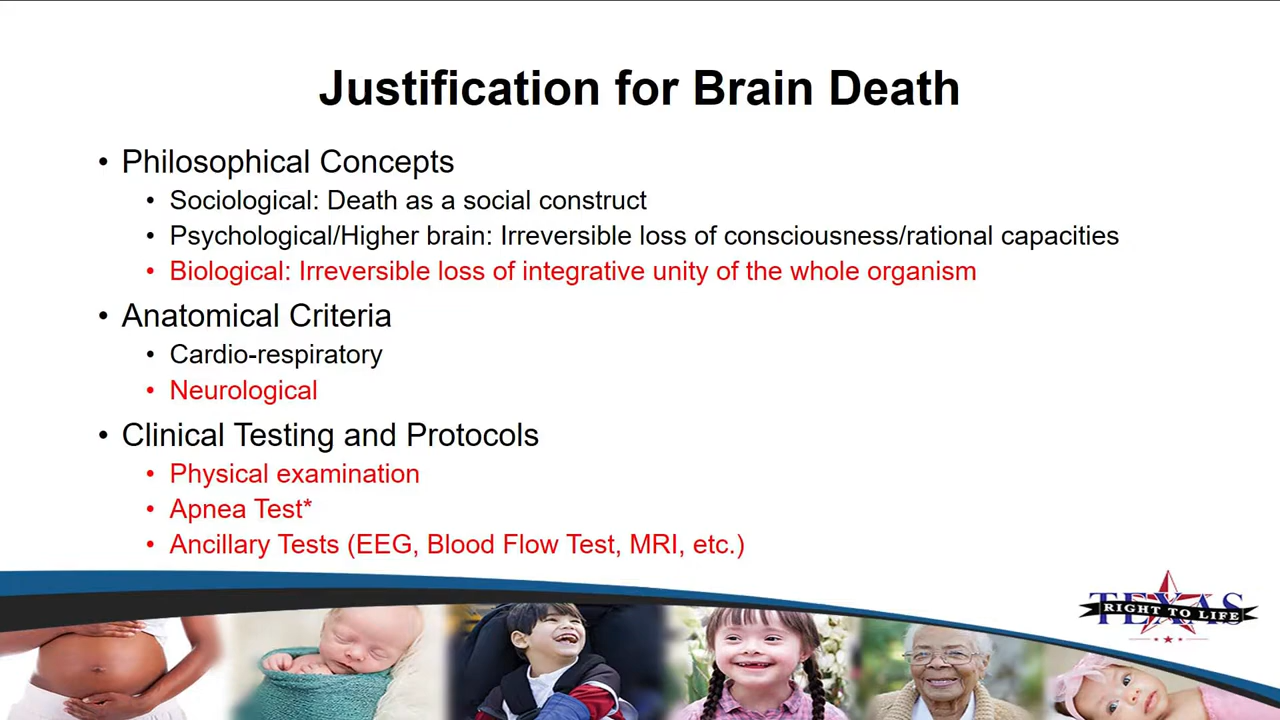 Justification for Brain Death
• Philosophical Concepts
• Sociological: Death as a social construct
• Psychological/Higher brain: Irreversible loss of consciousness/rational capacities
• Biological: Irreversible loss of integrative unity of the whole organism
• Anatomical Criteria
• Cardio-respiratory
• Neurological
• Clinical Testing and Protocols
• Physical examination
• Apnea Test*
• Ancillary Tests (EEG, Blood Flow Test, MRI, etc.)
TEXAS
RIGHT TO LIFE